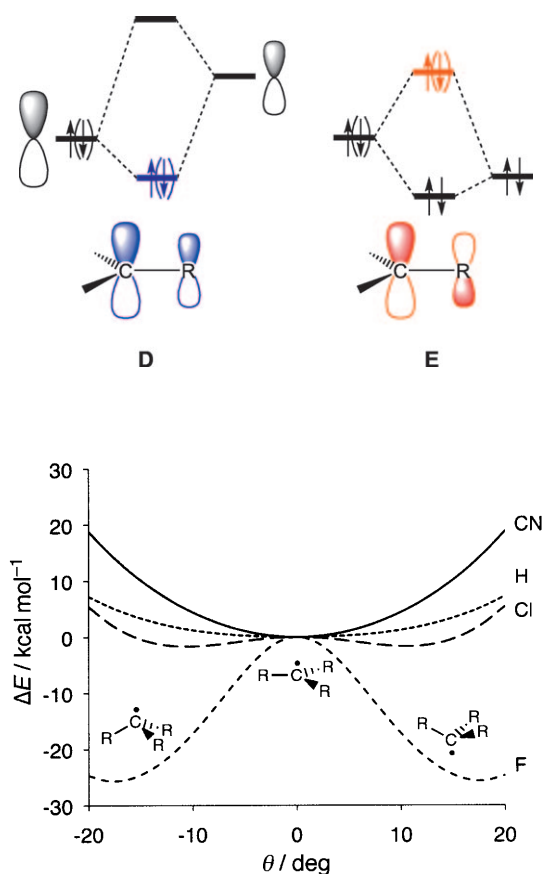 C R
C R
D E
30
20
10
0
-10
-20
-30
ΔE / kcal mol⁻¹
CN
H
Cl
F
R C R R
R C R R
R R R C
-20 -10 0 10 20
θ / deg